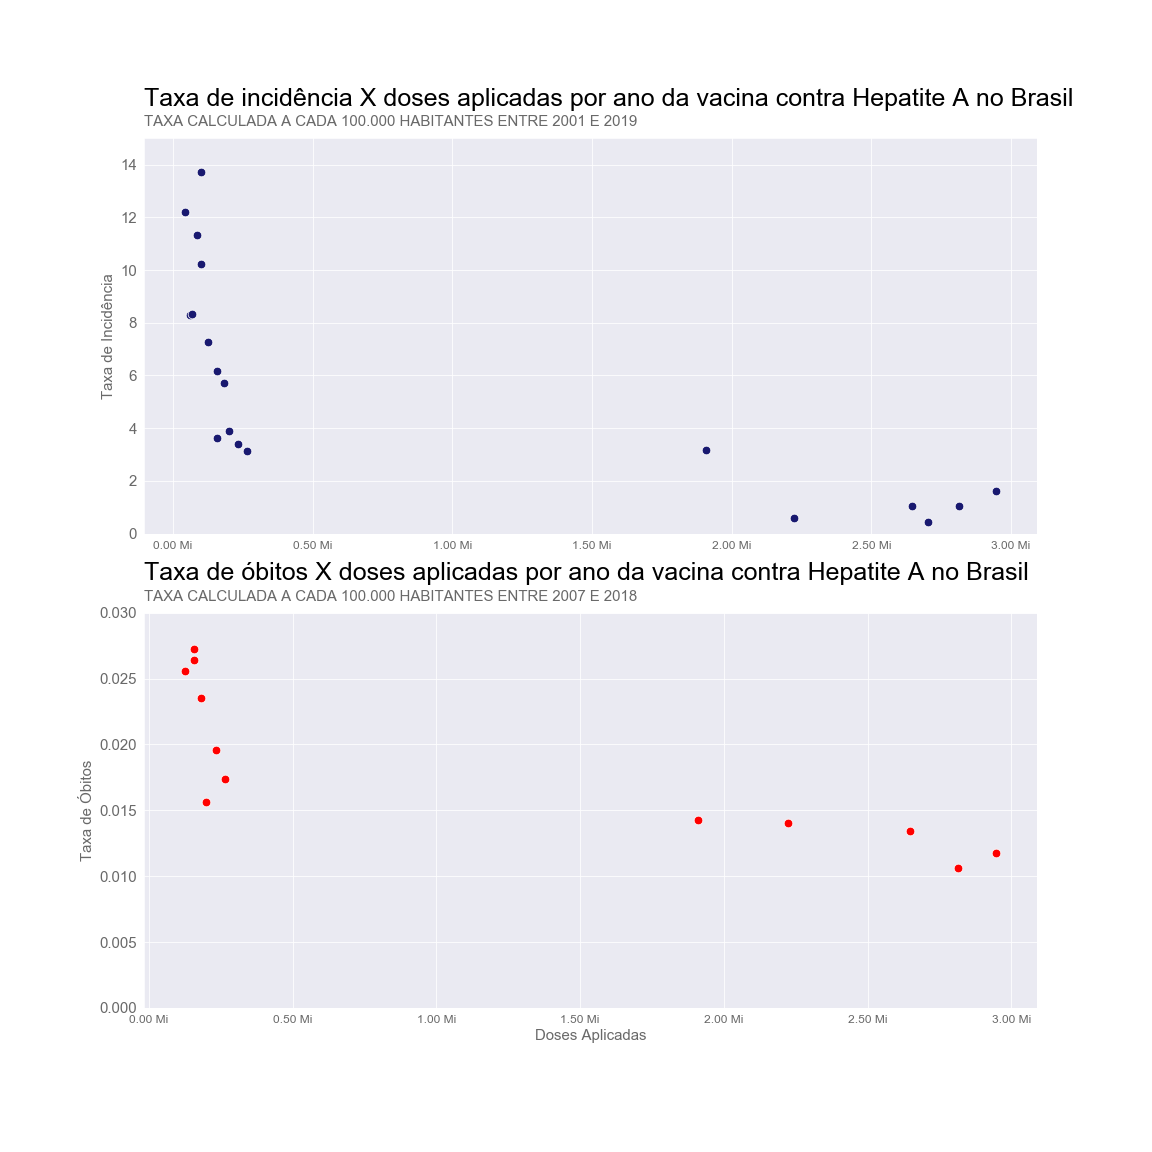 Taxa de incidência X doses aplicadas por ano da vacina contra Hepatite A no Brasil
TAXA CALCULADA A CADA 100.000 HABITANTES ENTRE 2001 E 2019
14
12
10
8
6
4
2
0
Taxa de Incidência
0.00 Mi 0.50 Mi 1.00 Mi 1.50 Mi 2.00 Mi 2.50 Mi 3.00 Mi
Taxa de óbitos X doses aplicadas por ano da vacina contra Hepatite A no Brasil
TAXA CALCULADA A CADA 100.000 HABITANTES ENTRE 2007 E 2018
0.030
0.025
0.020
0.015
0.010
0.005
0.000
Taxa de Óbitos
0.00 Mi 0.50 Mi 1.00 Mi 1.50 Mi 2.00 Mi 2.50 Mi 3.00 Mi
Doses Aplicadas